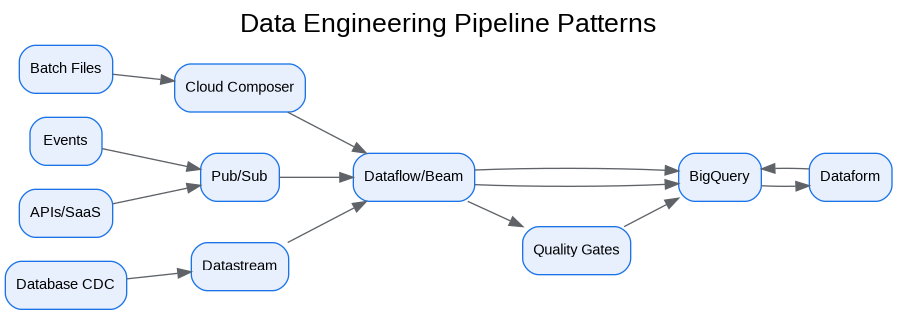 Data Engineering Pipeline Patterns
Batch Files
Cloud Composer
Events
Pub/Sub
Dataflow/Beam
BigQuery
Dataform
APIs/SaaS
Quality Gates
Datastream
Database CDC